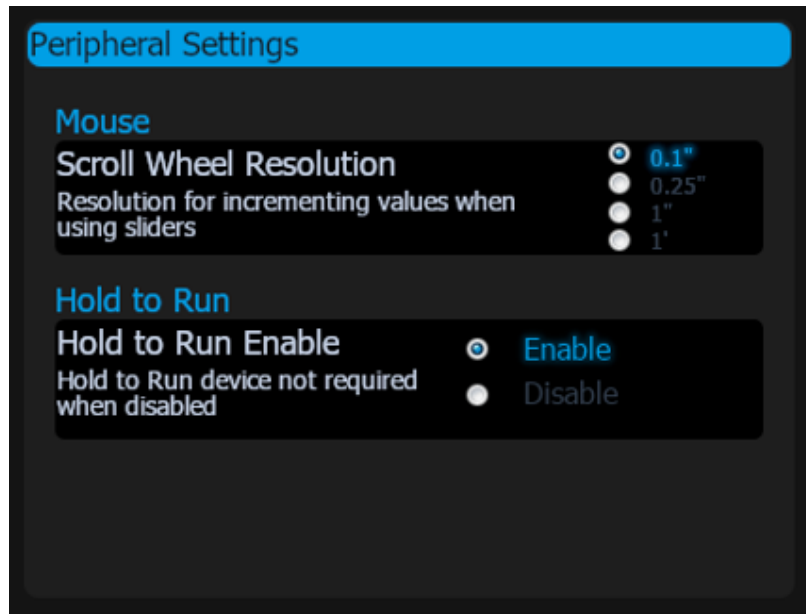 Peripheral Settings
Mouse
Scroll Wheel Resolution
Resolution for incrementing values when
using sliders
0.1"
0.25"
1"
1'
Hold to Run
Hold to Run Enable
Hold to Run device not required
when disabled
Enable
Disable